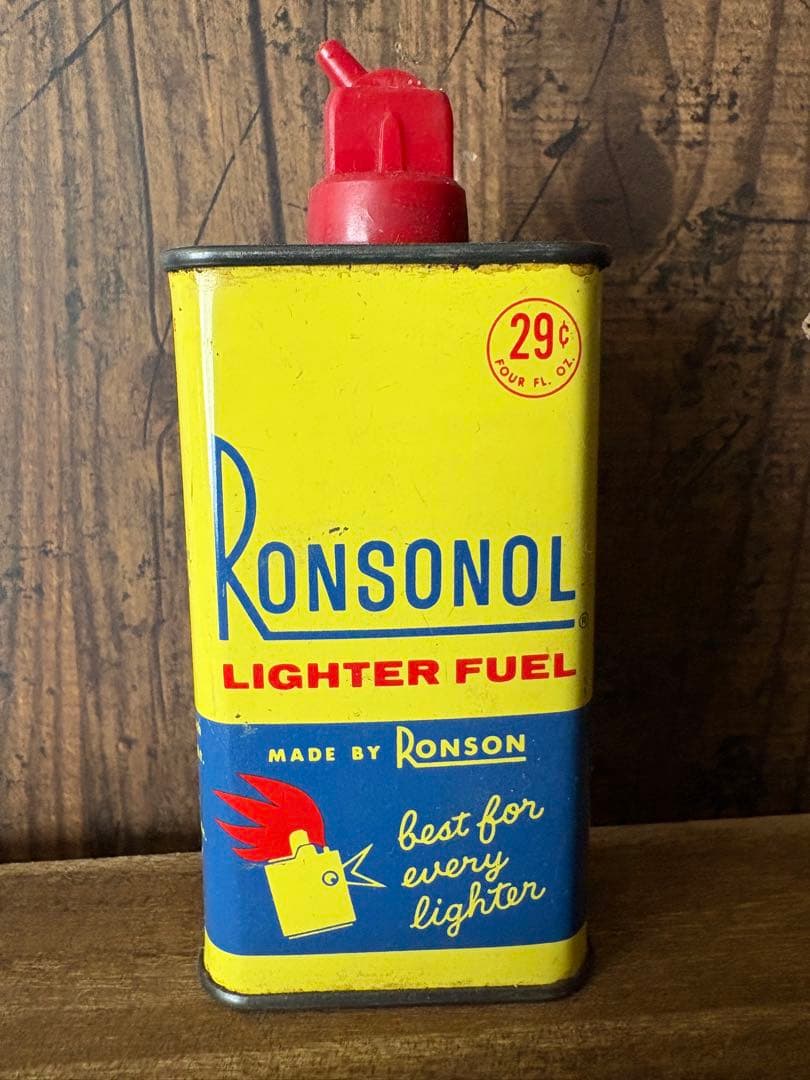 29¢
FOUR FL. OZ.
RONSONOL®
LIGHTER FUEL
MADE BY RONSON
best for
every
lighter